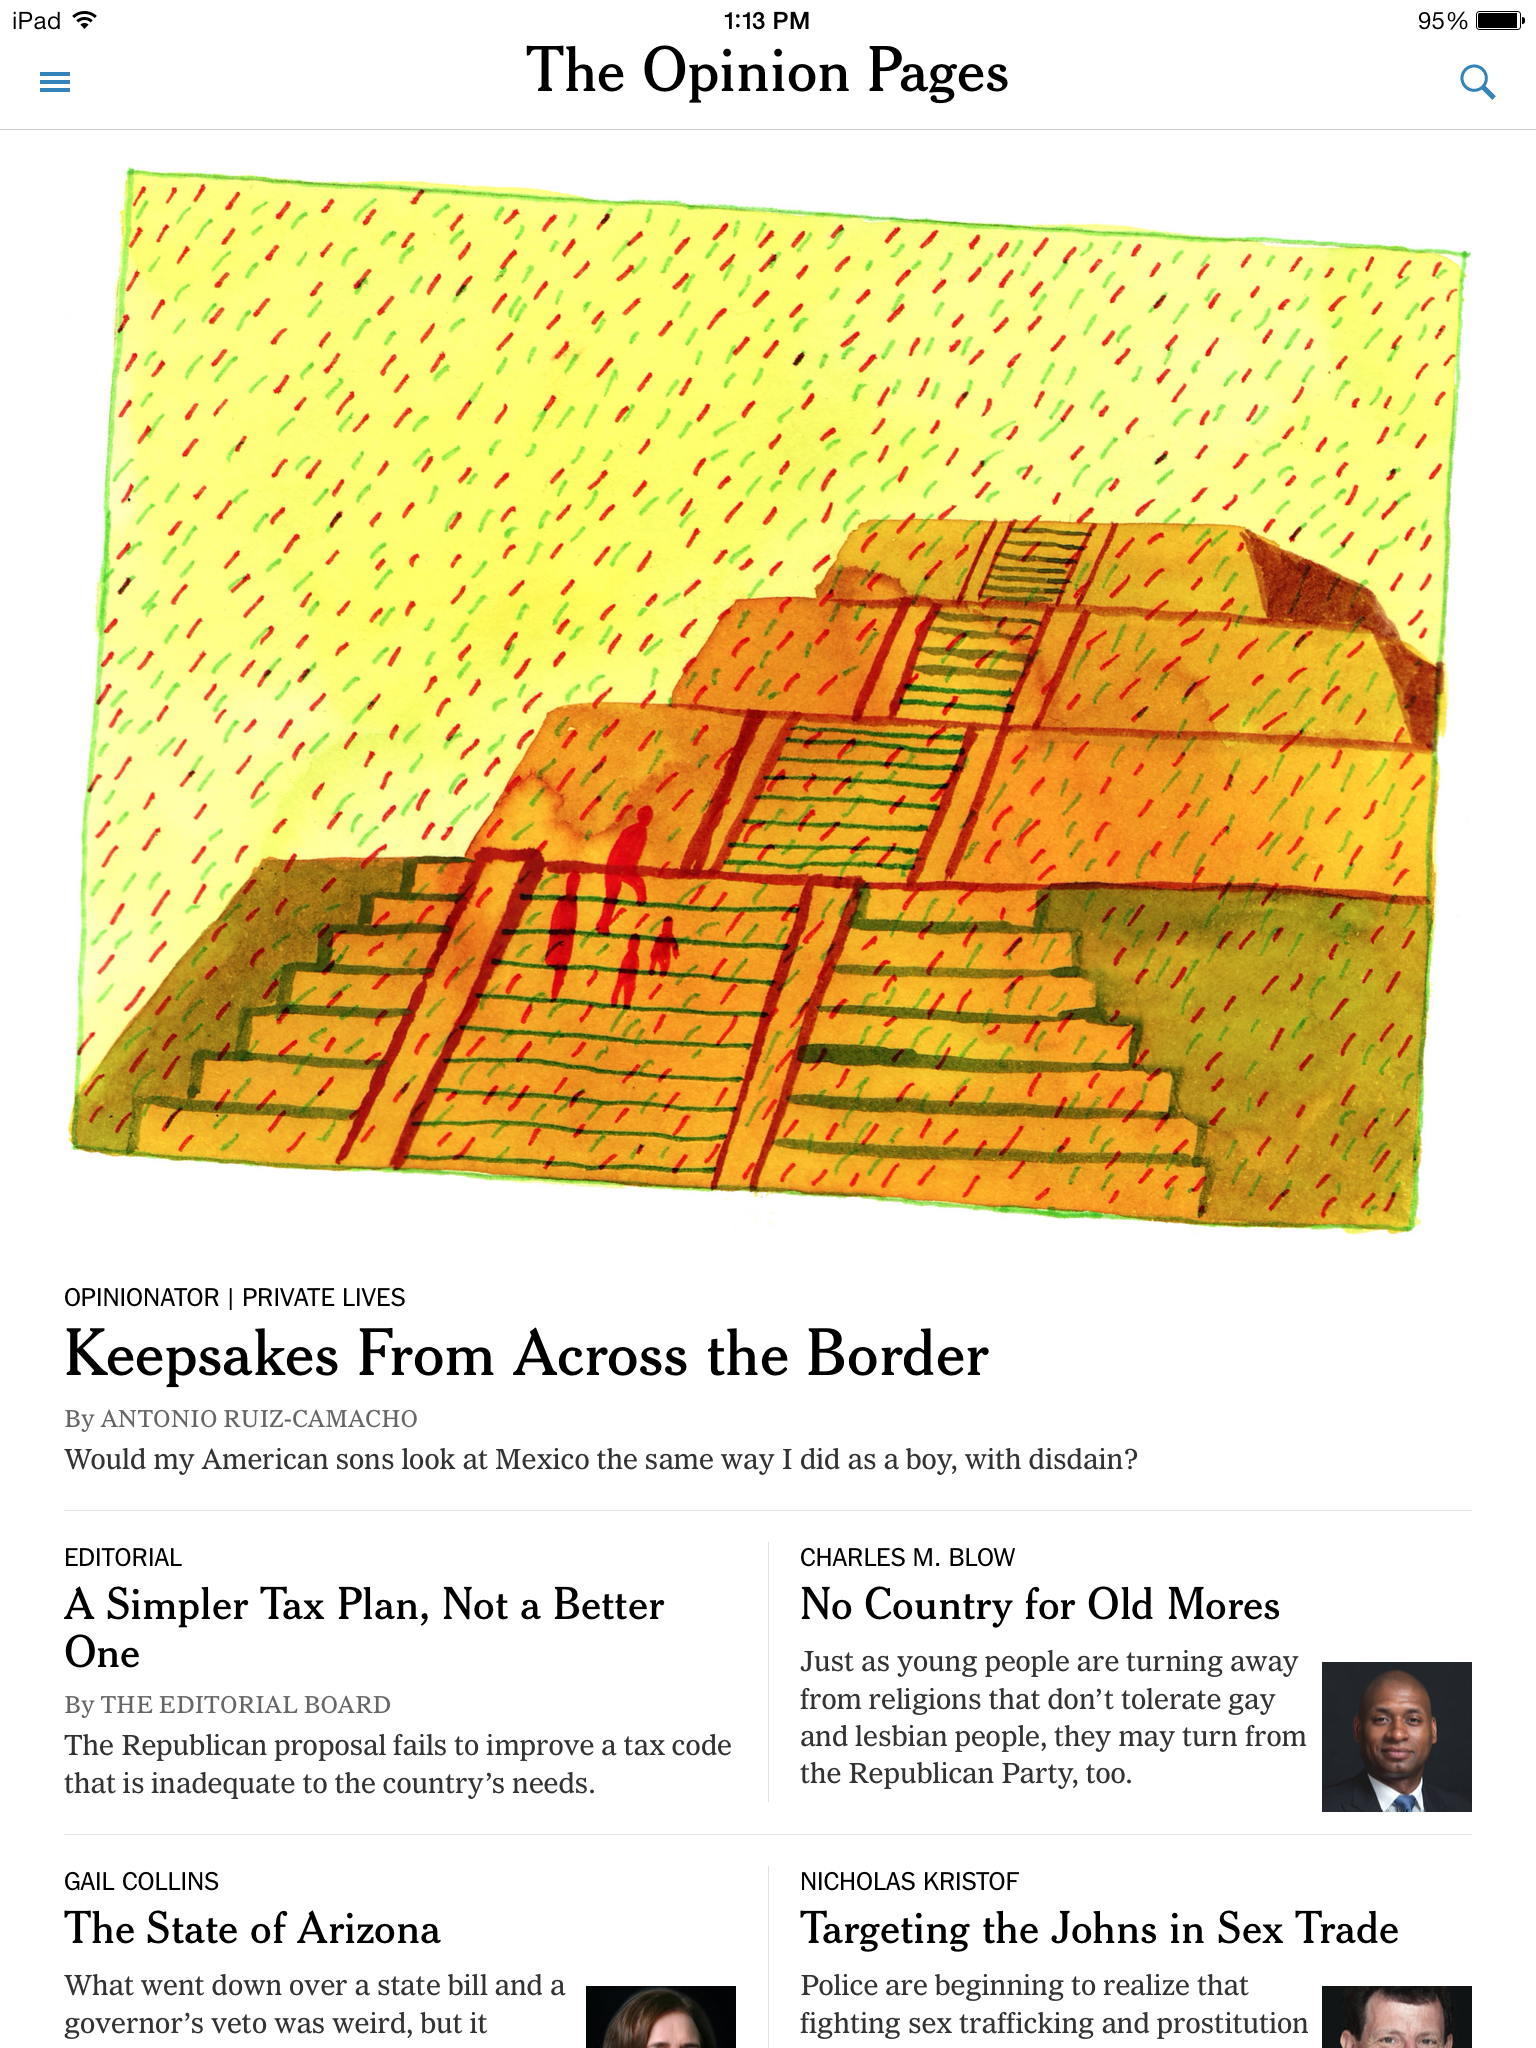 iPad
1:13 PM
95%
The Opinion Pages
OPINIONATOR | PRIVATE LIVES
Keepsakes From Across the Border
By ANTONIO RUIZ-CAMACHO
Would my American sons look at Mexico the same way I did as a boy, with disdain?
EDITORIAL
A Simpler Tax Plan, Not a Better
One
By THE EDITORIAL BOARD
The Republican proposal fails to improve a tax code
that is inadequate to the country’s needs.
CHARLES M. BLOW
No Country for Old Mores
Just as young people are turning away
from religions that don’t tolerate gay
and lesbian people, they may turn from
the Republican Party, too.
GAIL COLLINS
The State of Arizona
What went down over a state bill and a
governor’s veto was weird, but it
NICHOLAS KRISTOF
Targeting the Johns in Sex Trade
Police are beginning to realize that
fighting sex trafficking and prostitution